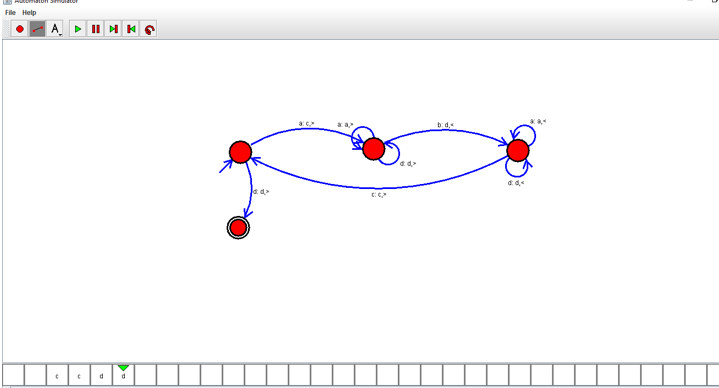 Automaton Simulator
File Help
A
a: c,>
a: a,>
b: d,<
a: a,<
d: d,>
d: d,<
d: d,>
c: c,>
c c d d